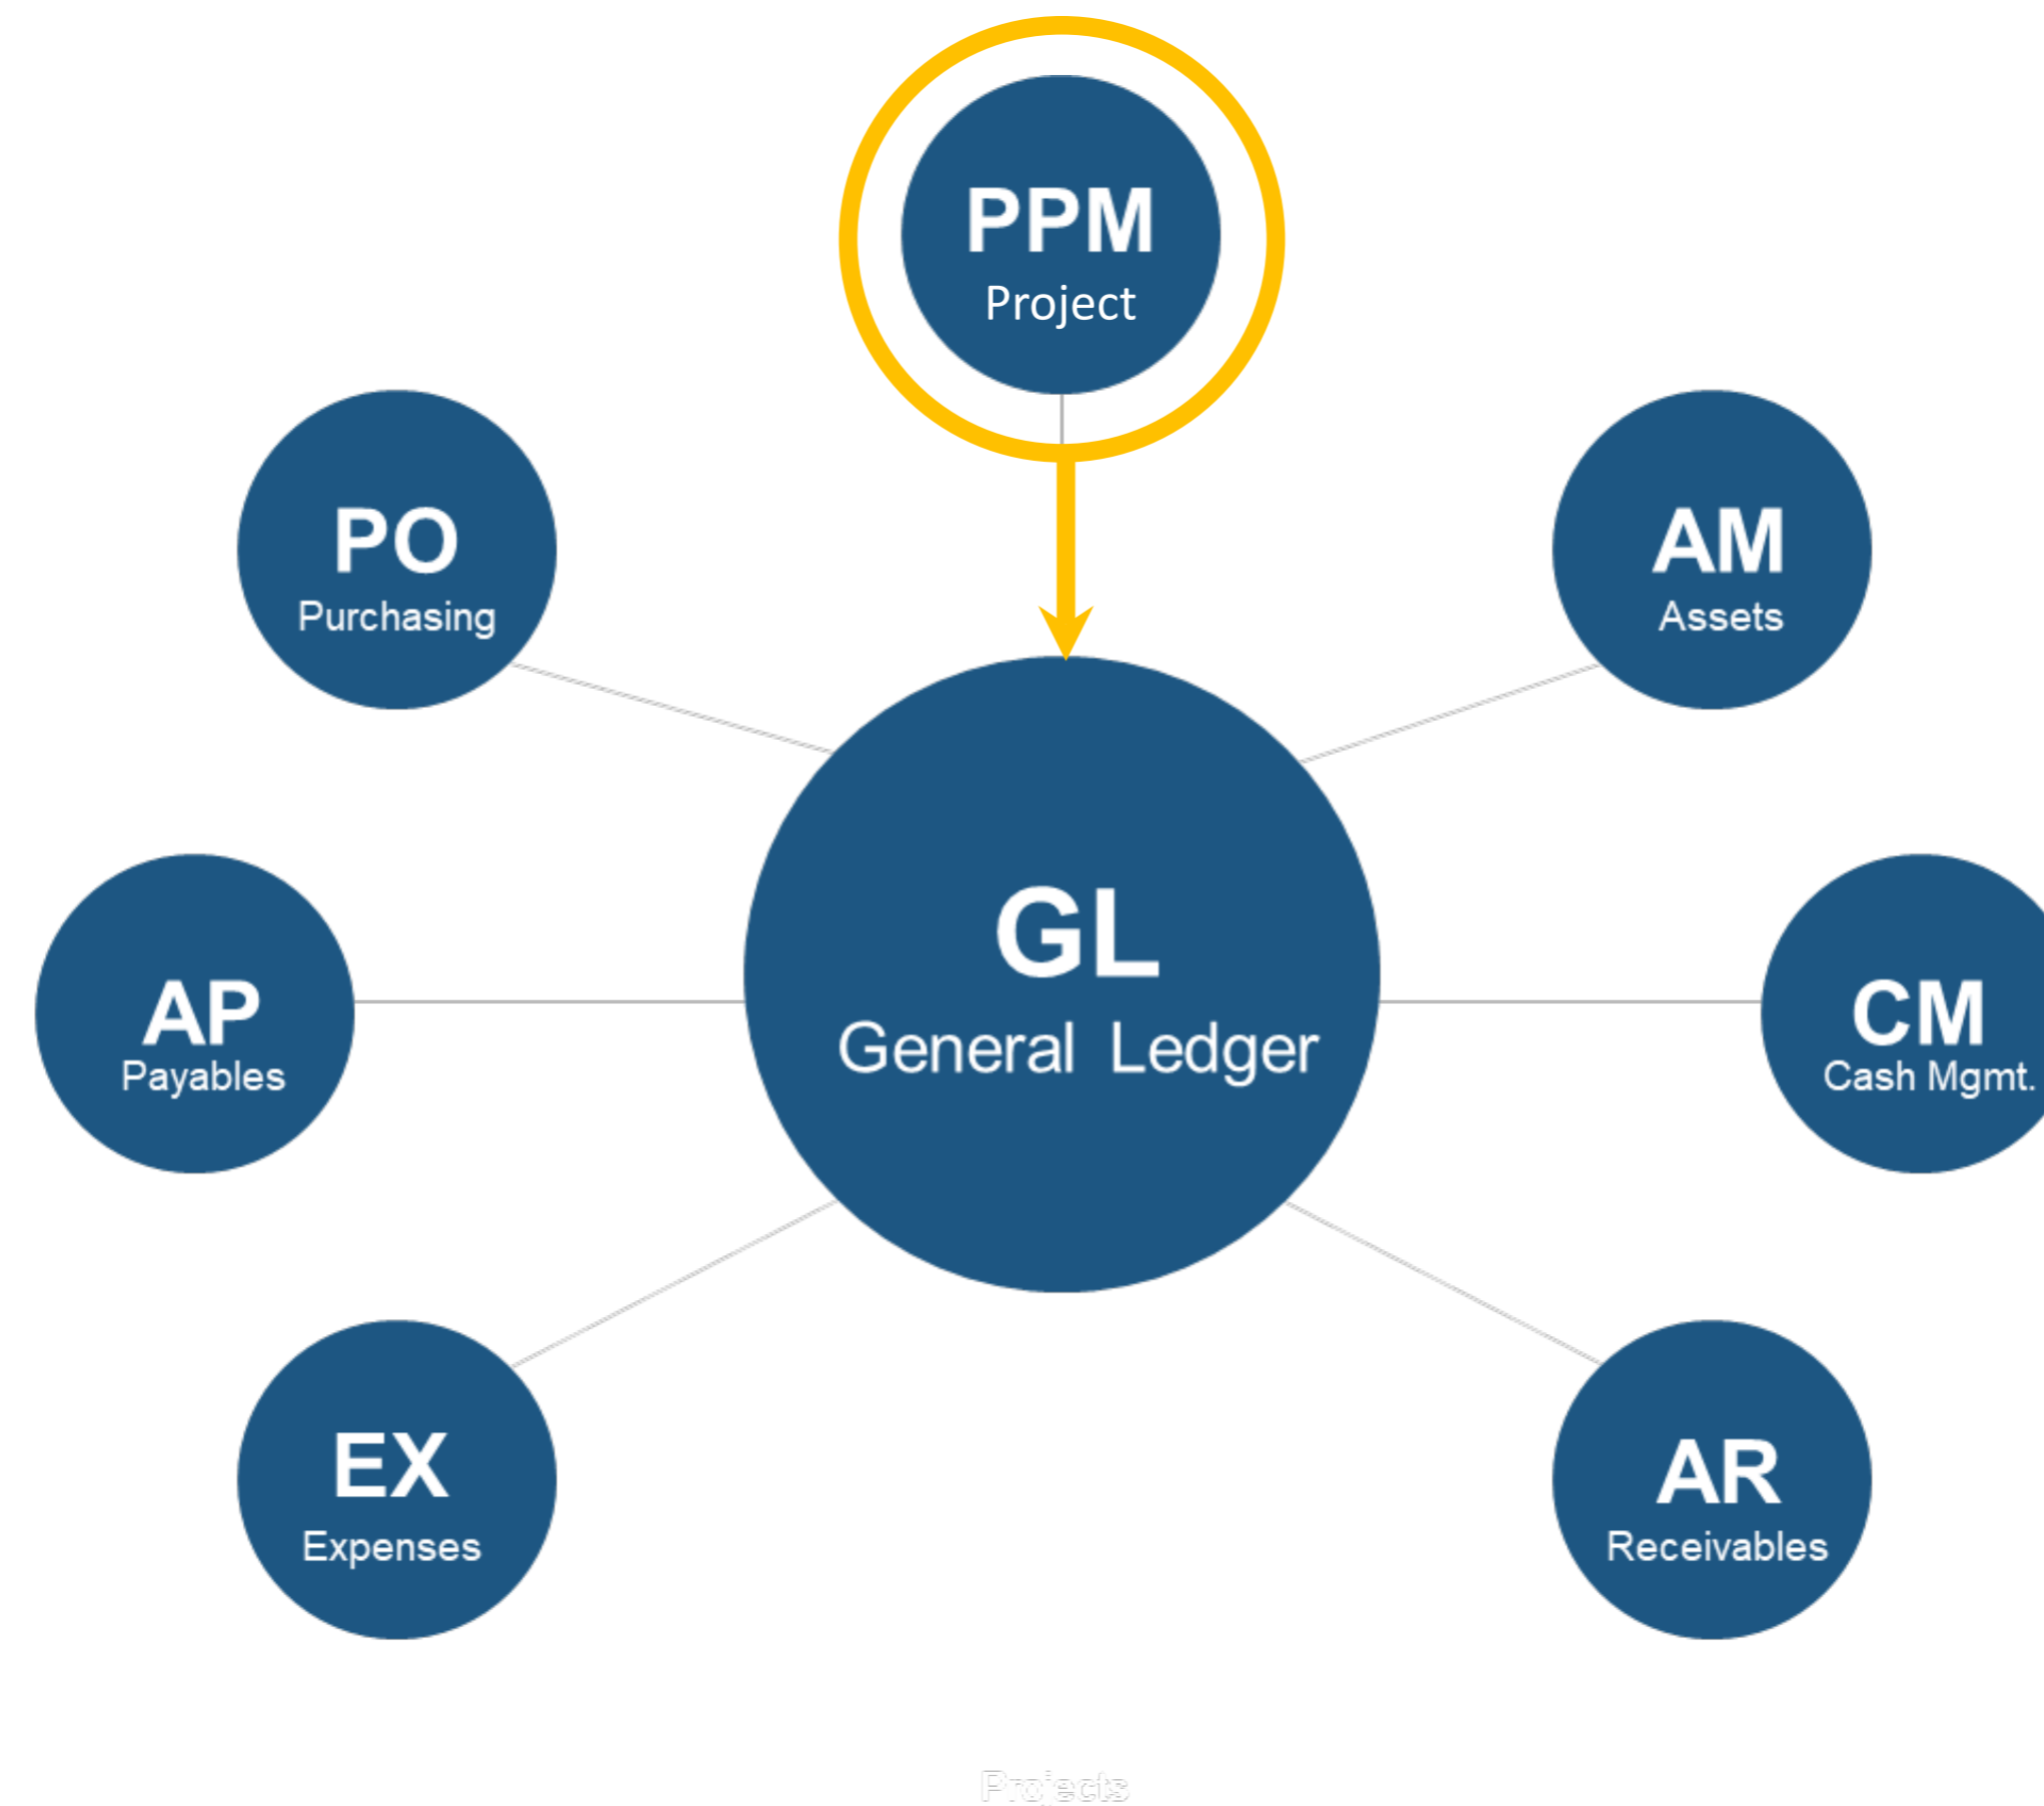 PPM
Project
PO
Purchasing
AM
Assets
GL
General Ledger
AP
Payables
CM
Cash Mgmt.
EX
Expenses
AR
Receivables
Projects